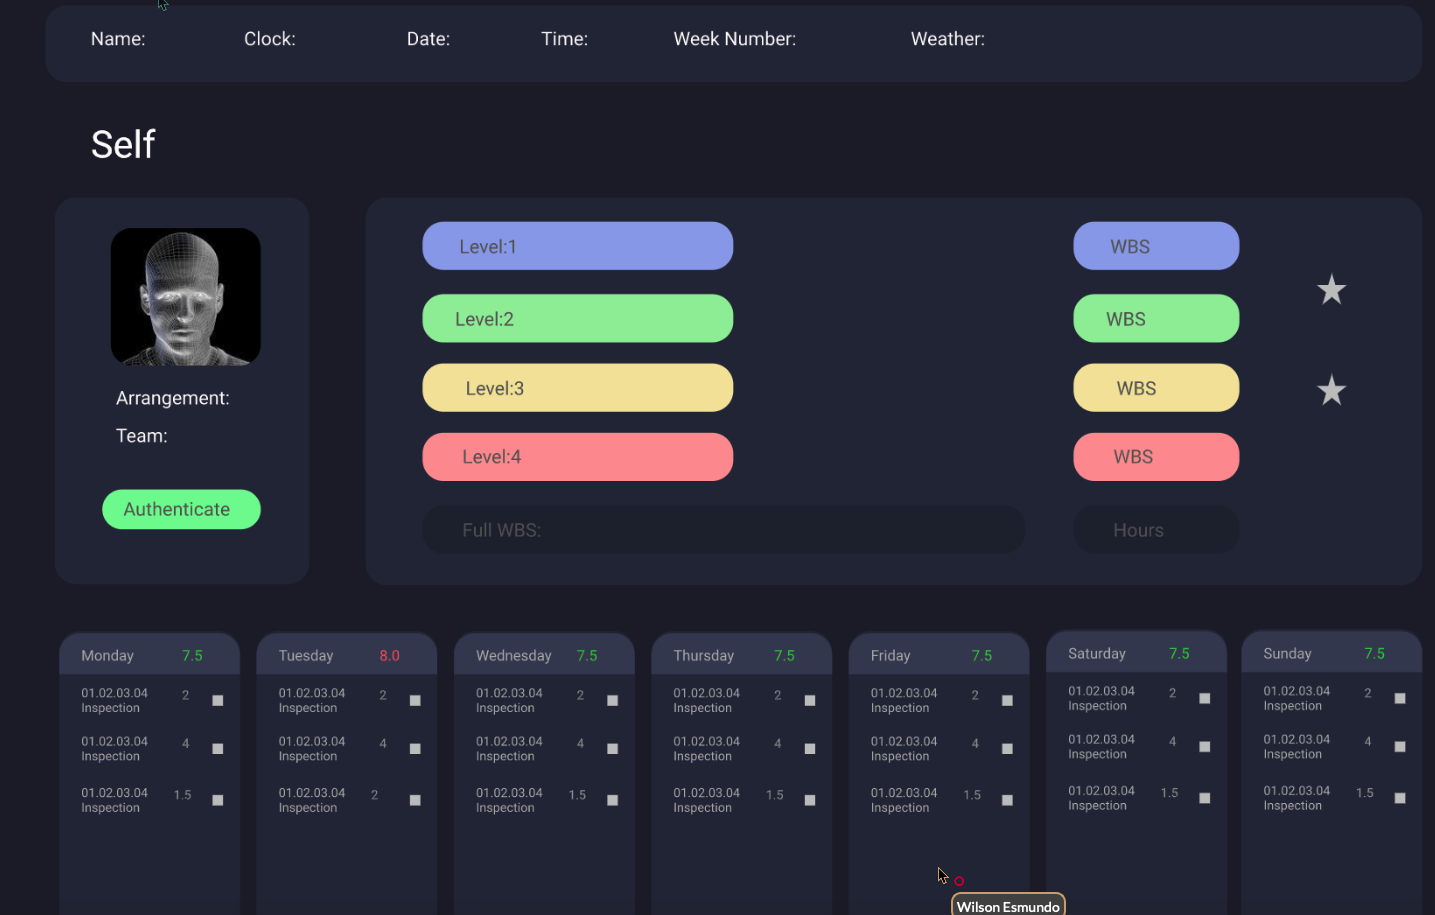 Name: Clock: Date: Time: Week Number: Weather:
Self
Level:1 WBS
Level:2 WBS
Level:3 WBS
Level:4 WBS
Full WBS: Hours
Arrangement:
Team:
Authenticate
Monday 7.5
01.02.03.04 2
Inspection
01.02.03.04 4
Inspection
01.02.03.04 1.5
Inspection
Tuesday 8.0
01.02.03.04 2
Inspection
01.02.03.04 4
Inspection
01.02.03.04 2
Inspection
Wednesday 7.5
01.02.03.04 2
Inspection
01.02.03.04 4
Inspection
01.02.03.04 1.5
Inspection
Thursday 7.5
01.02.03.04 2
Inspection
01.02.03.04 4
Inspection
01.02.03.04 1.5
Inspection
Friday 7.5
01.02.03.04 2
Inspection
01.02.03.04 4
Inspection
01.02.03.04 1.5
Inspection
Saturday 7.5
01.02.03.04 2
Inspection
01.02.03.04 4
Inspection
01.02.03.04 1.5
Inspection
Sunday 7.5
01.02.03.04 2
Inspection
01.02.03.04 4
Inspection
01.02.03.04 1.5
Inspection
Wilson Esmundo